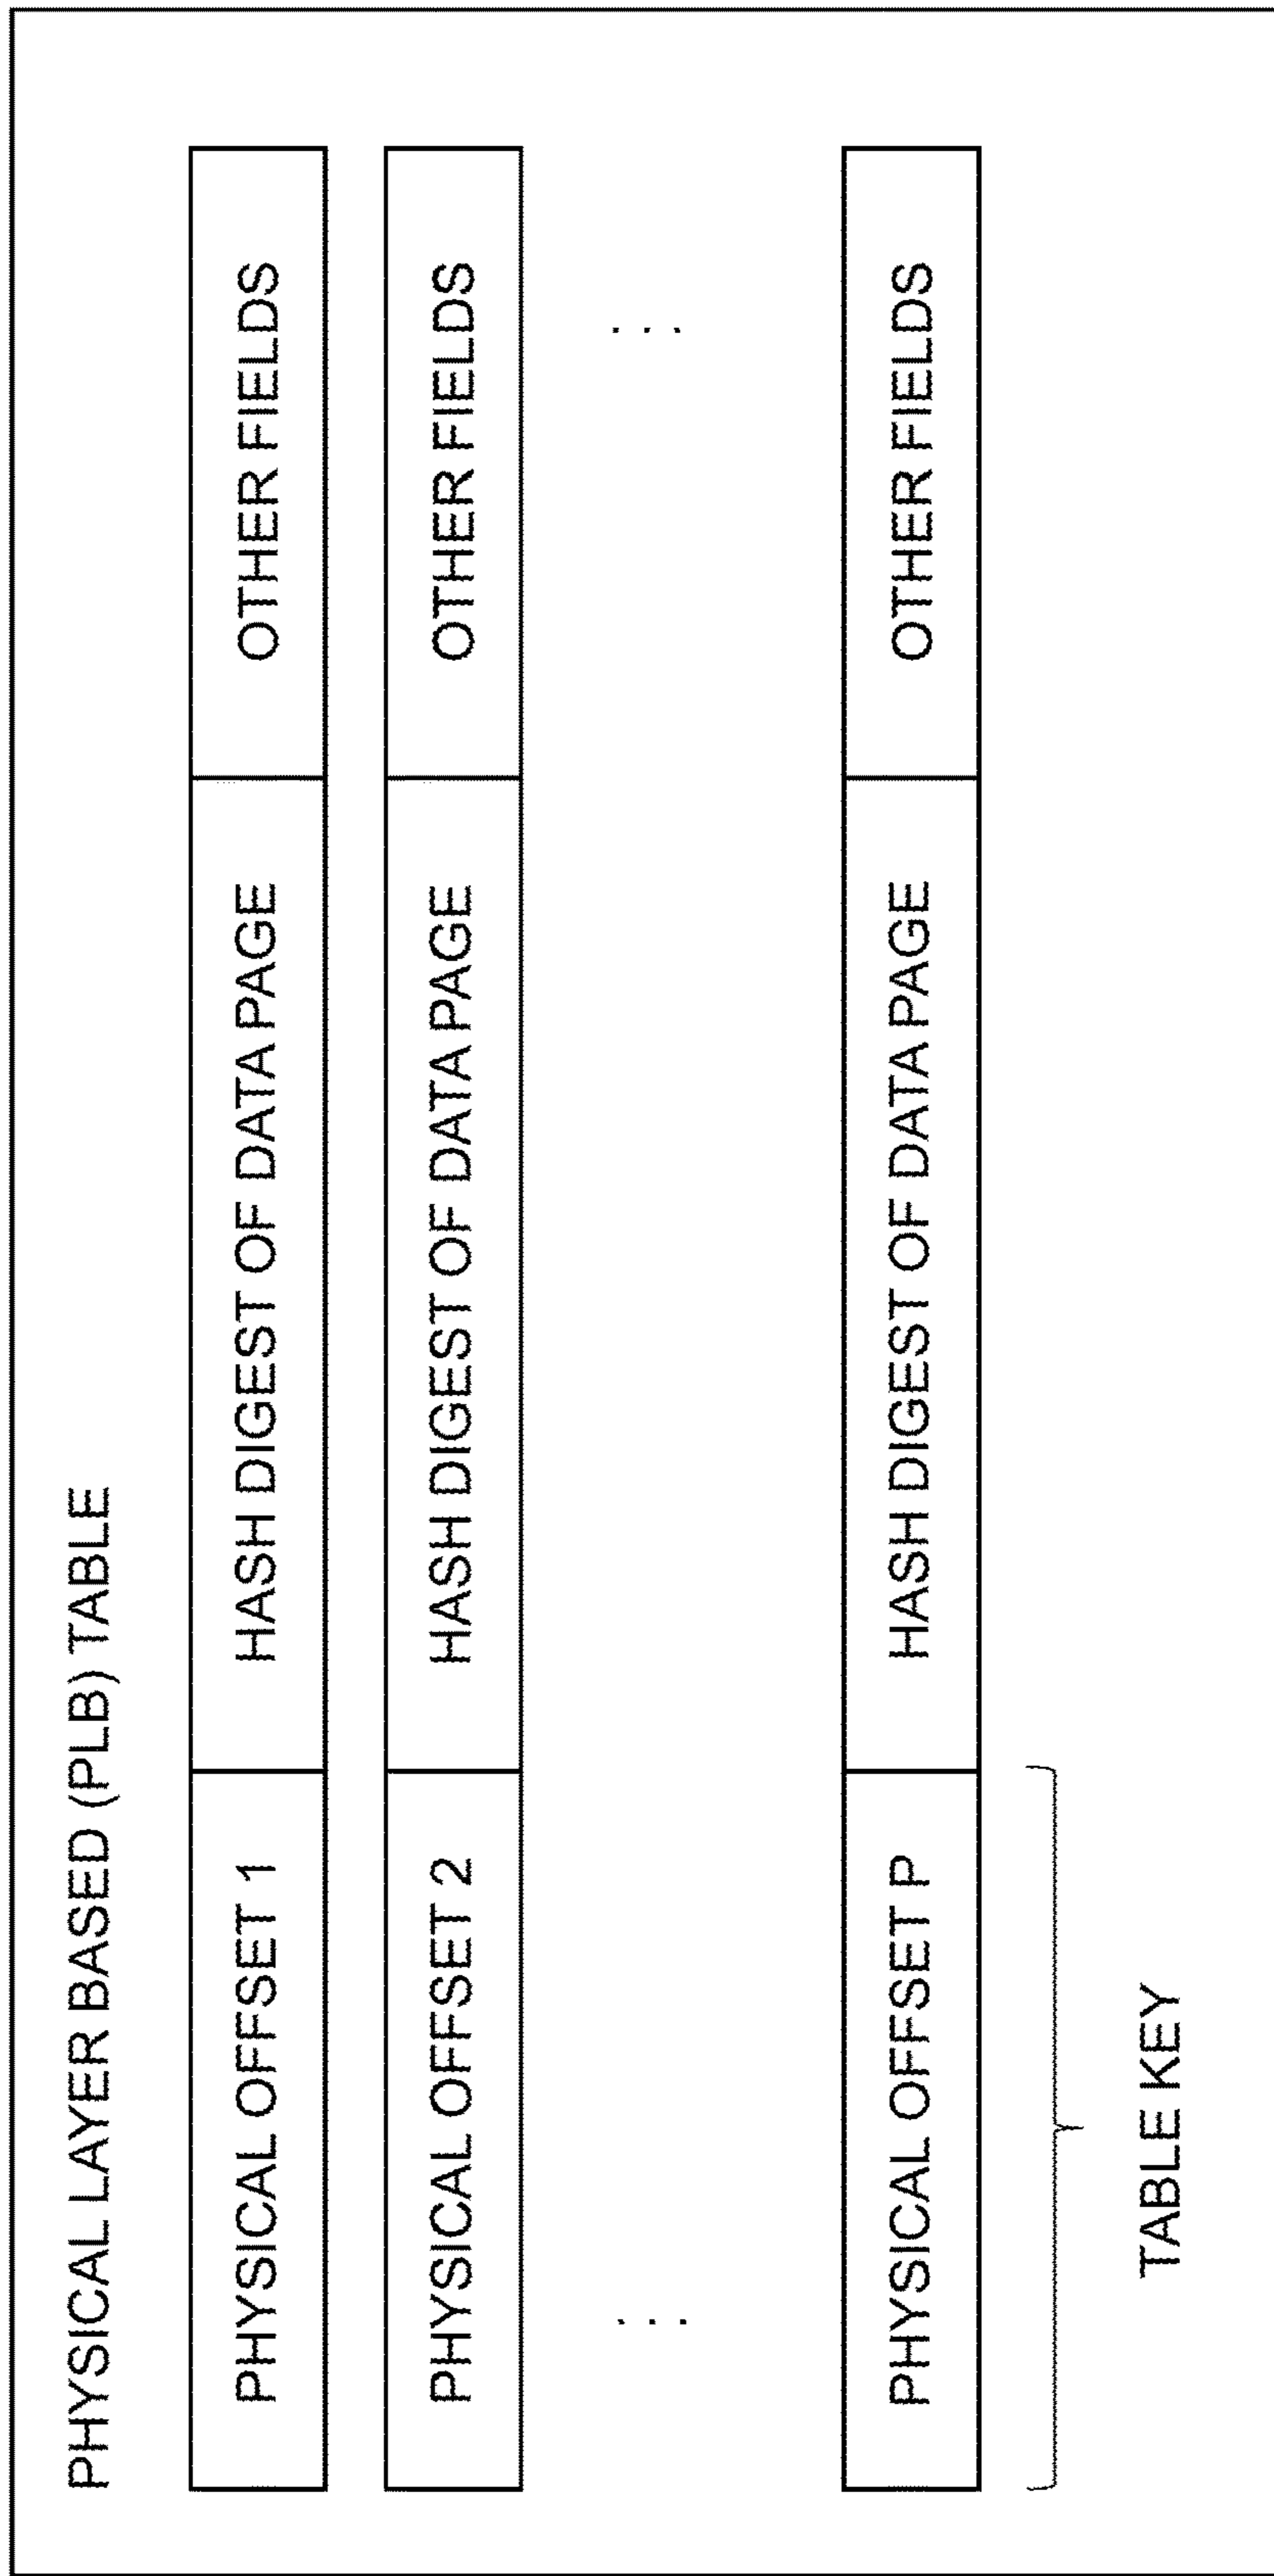 PHYSICAL LAYER BASED (PLB) TABLE
PHYSICAL OFFSET 1 HASH DIGEST OF DATA PAGE OTHER FIELDS
PHYSICAL OFFSET 2 HASH DIGEST OF DATA PAGE OTHER FIELDS
. . . . . .
PHYSICAL OFFSET P HASH DIGEST OF DATA PAGE OTHER FIELDS
TABLE KEY